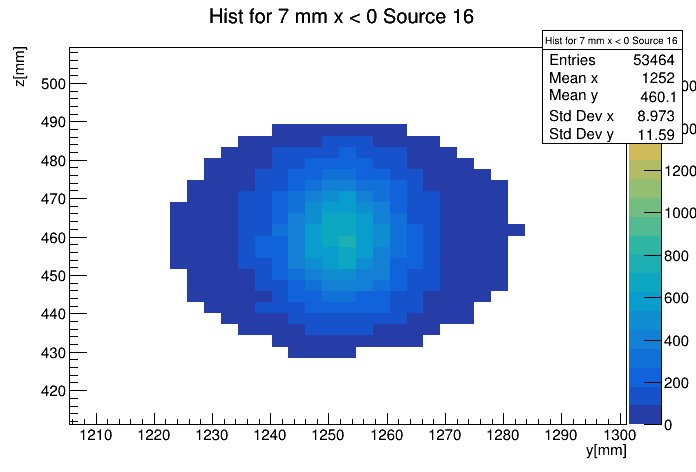 Hist for 7 mm x < 0 Source 16
Hist for 7 mm x < 0 Source 16
Entries 53464
Mean x 1252
Mean y 460.1
Std Dev x 8.973
Std Dev y 11.59
z[mm]
500
490
480
470
460
450
440
430
420
1210 1220 1230 1240 1250 1260 1270 1280 1290 1300
y[mm]
1200
1000
800
600
400
200
0